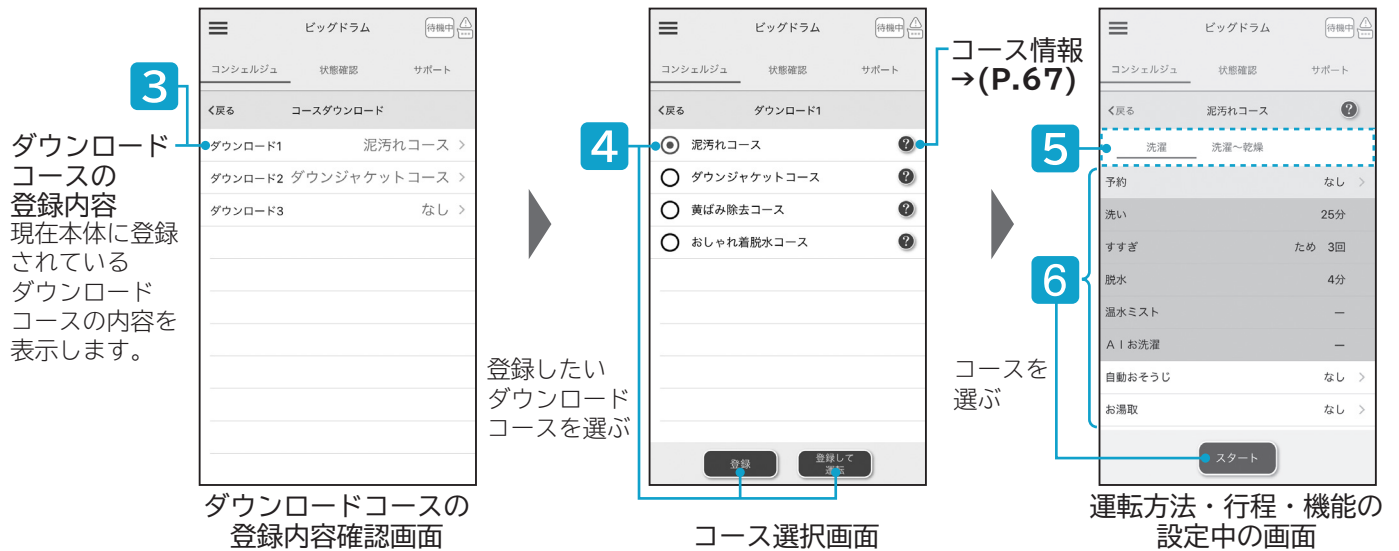 3
ダウンロード
コースの
登録内容
現在本体に登録
されている
ダウンロード
コースの内容を
表示します。
ビッグドラム
待機中
コンシェルジュ 状態確認 サポート
<戻る コースダウンロード
ダウンロード1 泥汚れコース >
ダウンロード2 ダウンジャケットコース >
ダウンロード3 なし >
ダウンロードコースの
登録内容確認画面
登録したい
ダウンロード
コースを選ぶ
4
ビッグドラム
待機中
コンシェルジュ 状態確認 サポート
<戻る ダウンロード1
泥汚れコース ?
ダウンジャケットコース ?
黄ばみ除去コース ?
おしゃれ着脱水コース ?
登録 登録して
運転
コース選択画面
コース情報
→(P.67)
コースを
選ぶ
5
6
ビッグドラム
待機中
コンシェルジュ 状態確認 サポート
<戻る 泥汚れコース ?
洗濯 洗濯~乾燥
予約 なし >
洗い 25分
すすぎ ため 3回
脱水 4分
温水ミスト —
AIお洗濯 —
自動おそうじ なし >
お湯取 なし >
スタート
運転方法・行程・機能の
設定中の画面